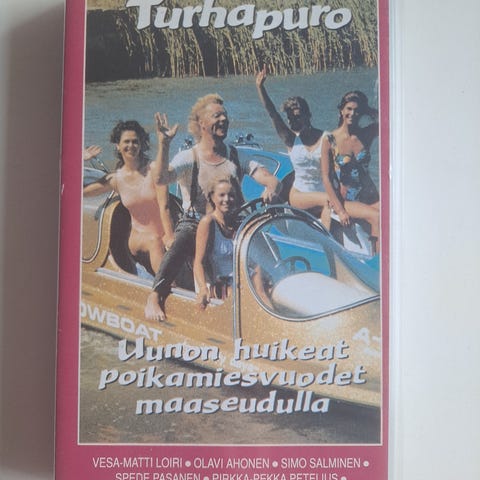 Turhapuro
OWBOAT
Uunon huikeat
poikamiesvuodet
maaseudulla
VESA-MATTI LOIRI • OLAVI AHONEN • SIMO SALMINEN •
SPEDE PASANEN • PIRKKA-PEKKA PETELIUS •